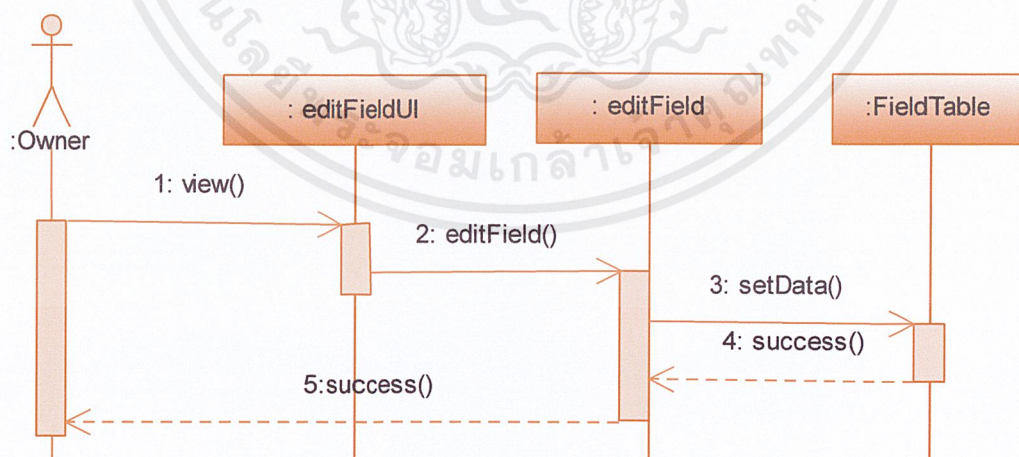 : editFieldUI
: editField
:FieldTable
:Owner
1: view()
2: editField()
3: setData()
4: success()
5:success()